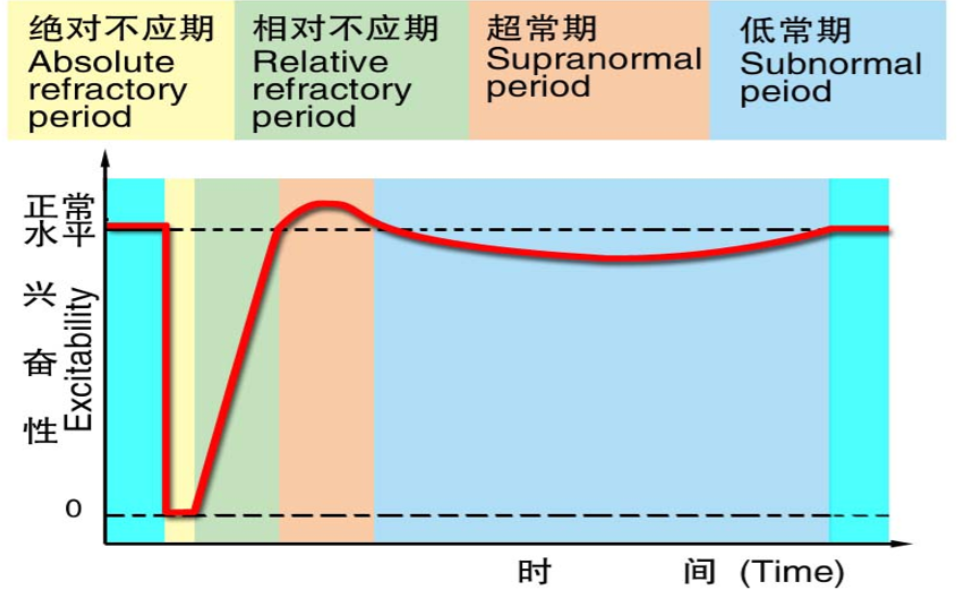 绝对不应期
Absolute
refractory
period
相对不应期
Relative
refractory
period
超常期
Supranormal
period
低常期
Subnormal
peiod
正常
水平
兴奋性
Excitability
0
时 间 (Time)